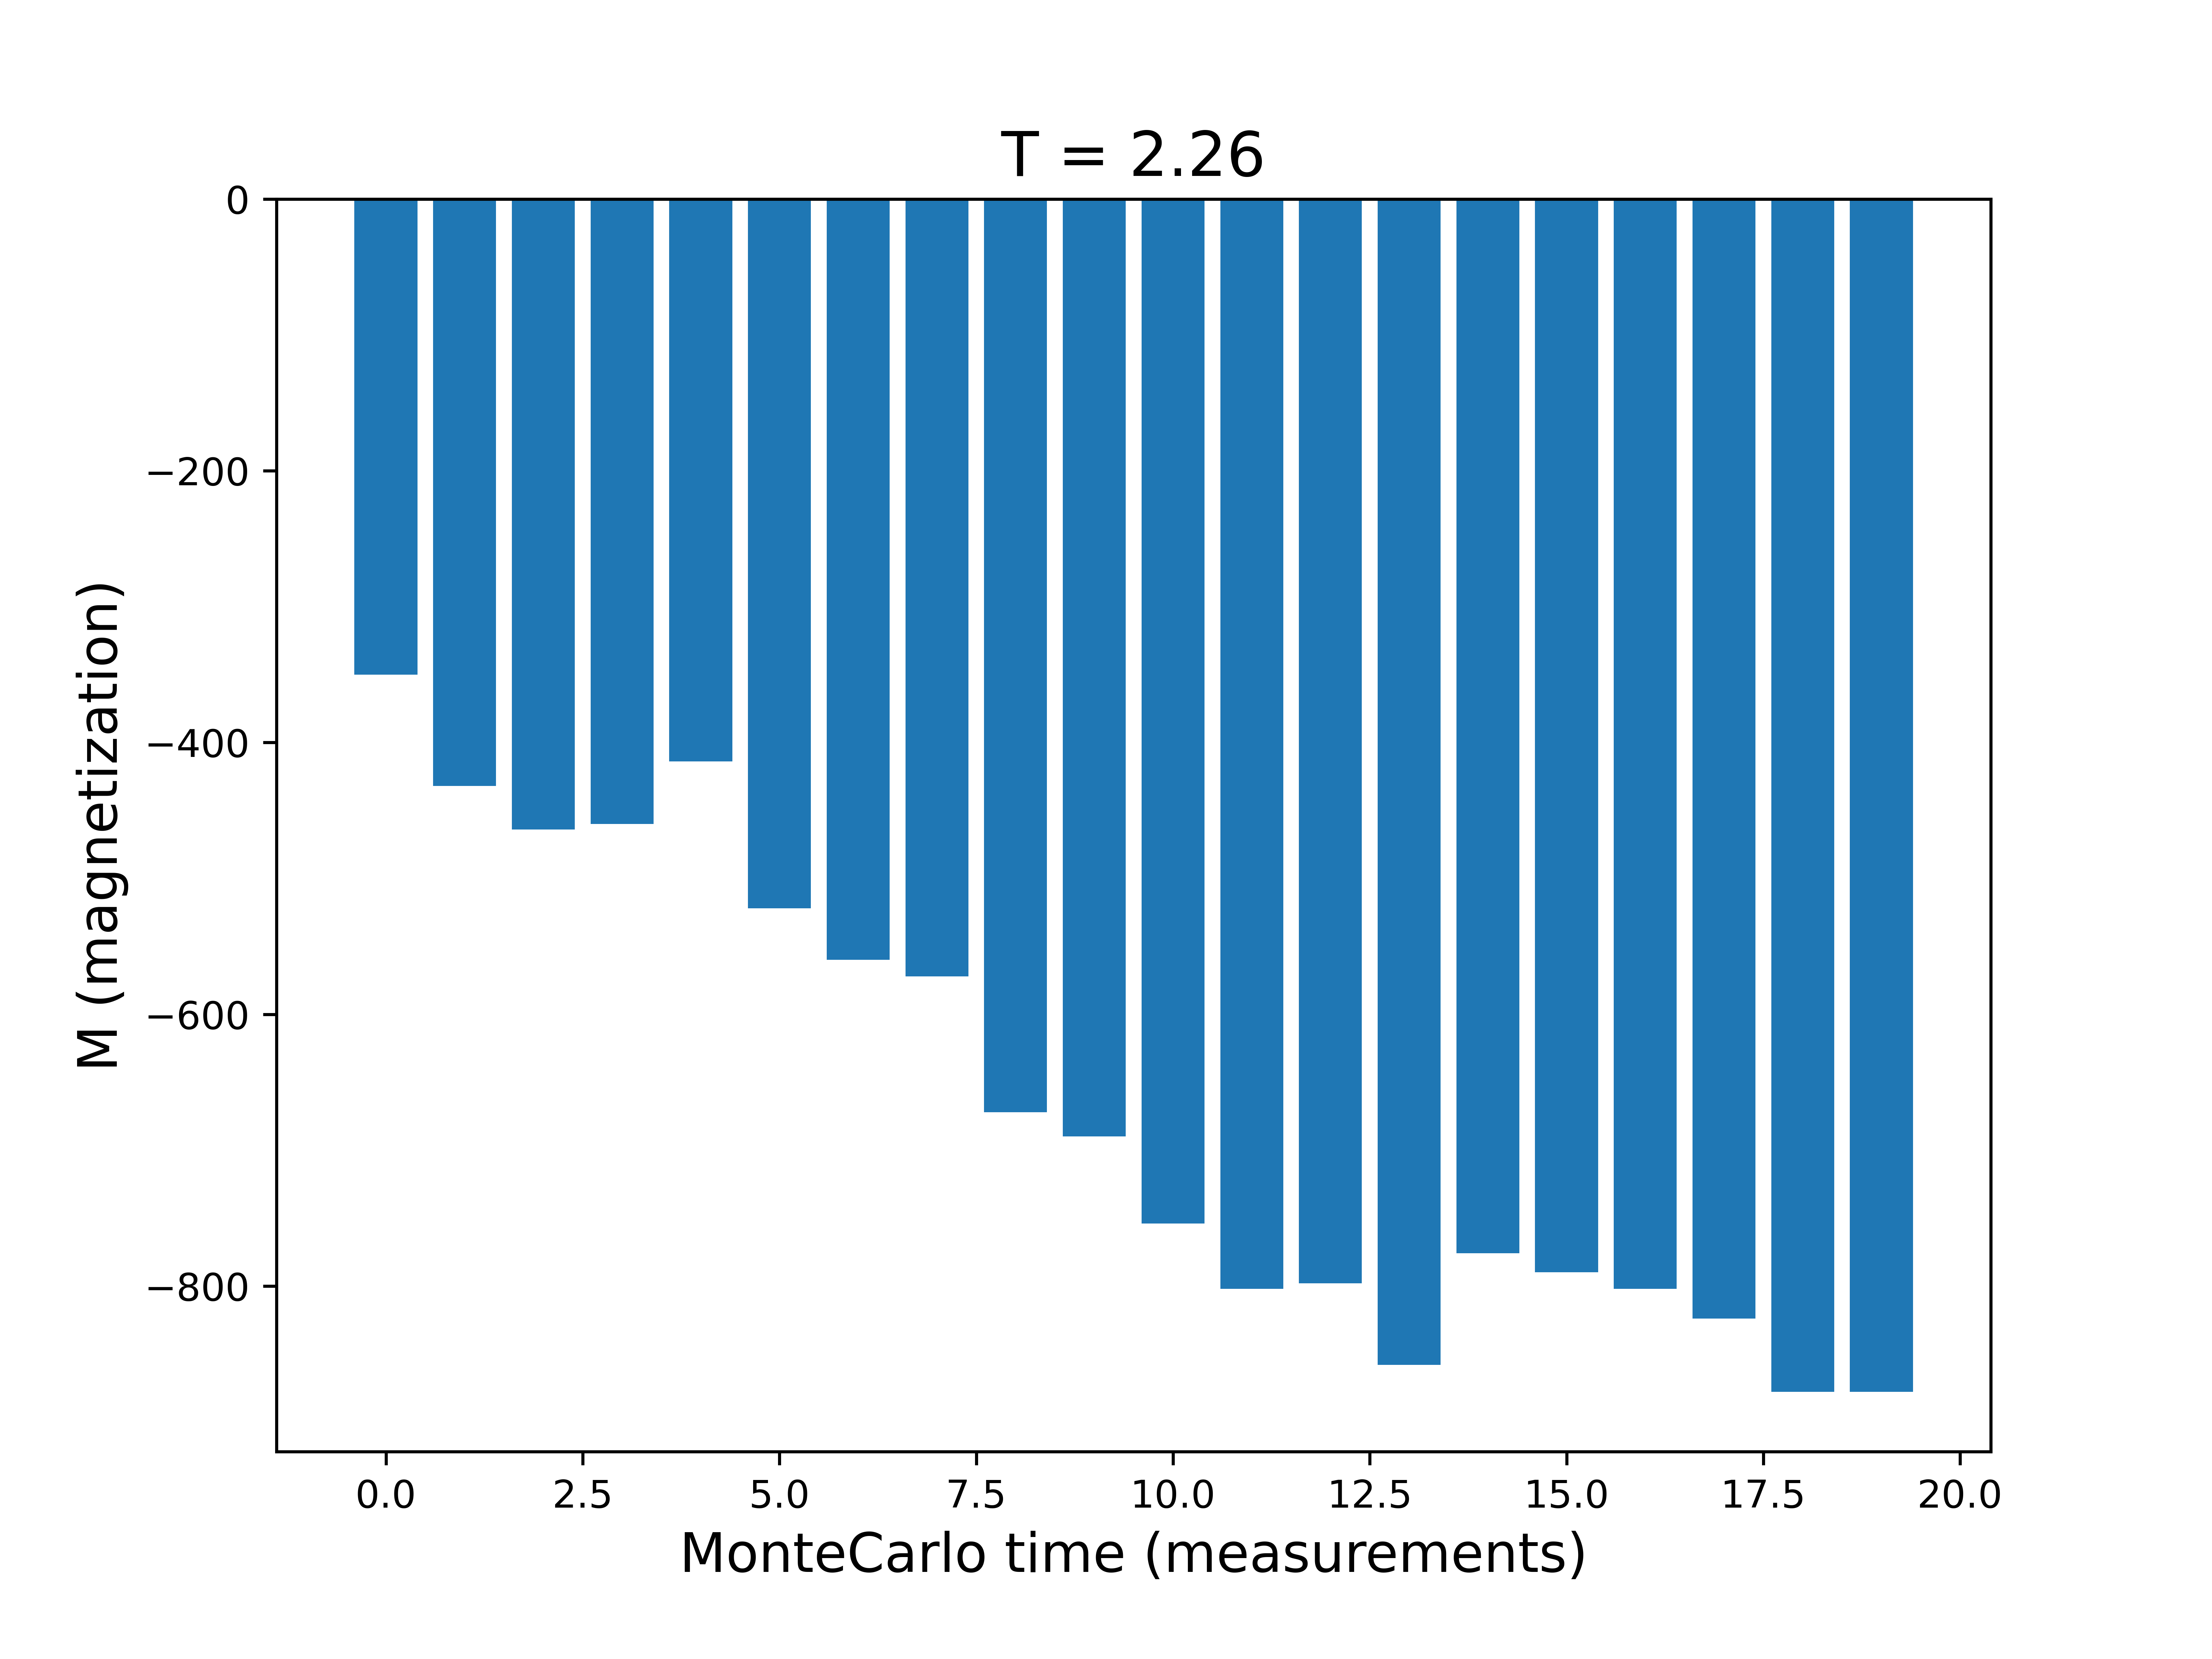 T = 2.26
0
−200
−400
−600
−800
M (magnetization)
0.0 2.5 5.0 7.5 10.0 12.5 15.0 17.5 20.0
MonteCarlo time (measurements)